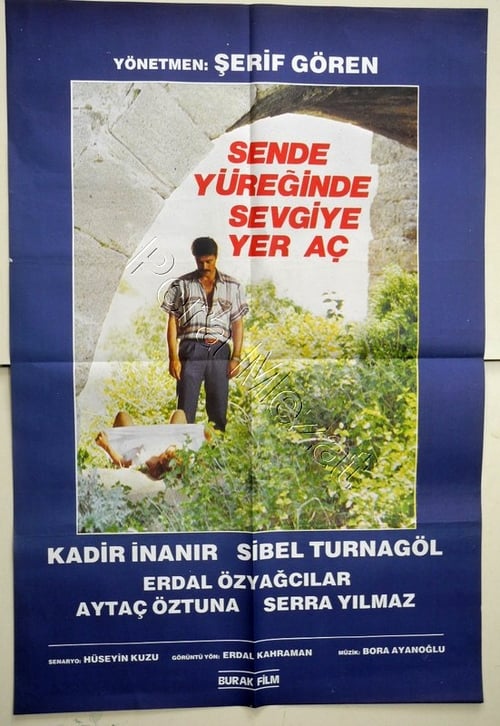 YÖNETMEN: ŞERİF GÖREN
SENDE
YÜREĞİNDE
SEVGİYE
YER AÇ
KADİR İNANIR SİBEL TURNAGÖL
ERDAL ÖZYAĞCILAR
AYTAÇ ÖZTUNA SERRA YILMAZ
SENARYO: HÜSEYİN KUZU GÖRÜNTÜ YÖN: ERDAL KAHRAMAN MÜZİK: BORA AYANOĞLU
BURAK FİLM